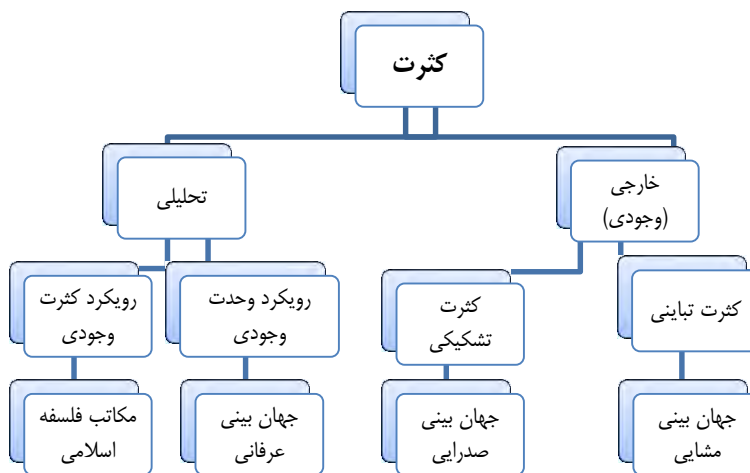 کثرت
خارجی
(وجودی)
تحلیلی
کثرت تباینی
کثرت
تشکیکی
رویکرد وحدت
وجودی
رویکرد کثرت
وجودی
جهان بینی
مشایی
جهان بینی
صدرایی
جهان بینی
عرفانی
مکاتب فلسفه
اسلامی